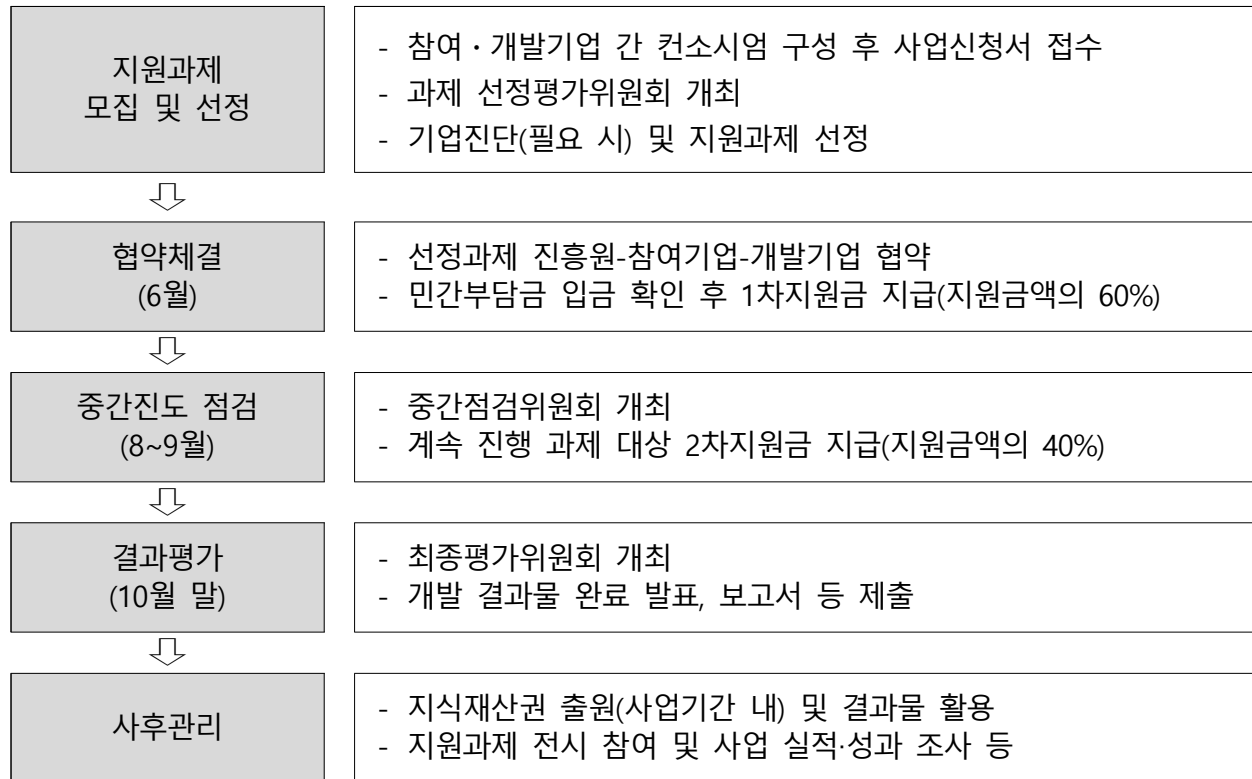 지원과제
모집 및 선정
- 참여·개발기업 간 컨소시엄 구성 후 사업신청서 접수
- 과제 선정평가위원회 개최
- 기업진단(필요 시) 및 지원과제 선정
협약체결
(6월)
- 선정과제 진흥원-참여기업-개발기업 협약
- 민간부담금 입금 확인 후 1차지원금 지급(지원금액의 60%)
중간진도 점검
(8~9월)
- 중간점검위원회 개최
- 계속 진행 과제 대상 2차지원금 지급(지원금액의 40%)
결과평가
(10월 말)
- 최종평가위원회 개최
- 개발 결과물 완료 발표, 보고서 등 제출
사후관리
- 지식재산권 출원(사업기간 내) 및 결과물 활용
- 지원과제 전시 참여 및 사업 실적·성과 조사 등